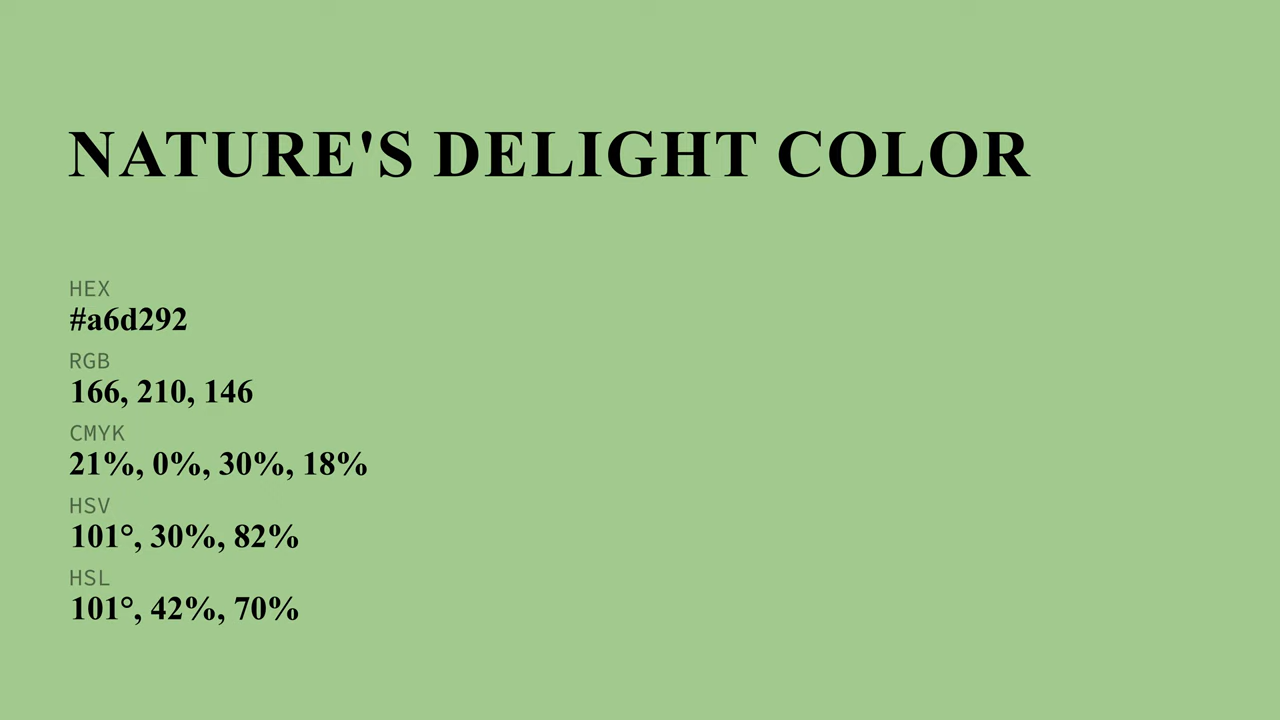 NATURE'S DELIGHT COLOR
HEX
#a6d292
RGB
166, 210, 146
CMYK
21%, 0%, 30%, 18%
HSV
101°, 30%, 82%
HSL
101°, 42%, 70%